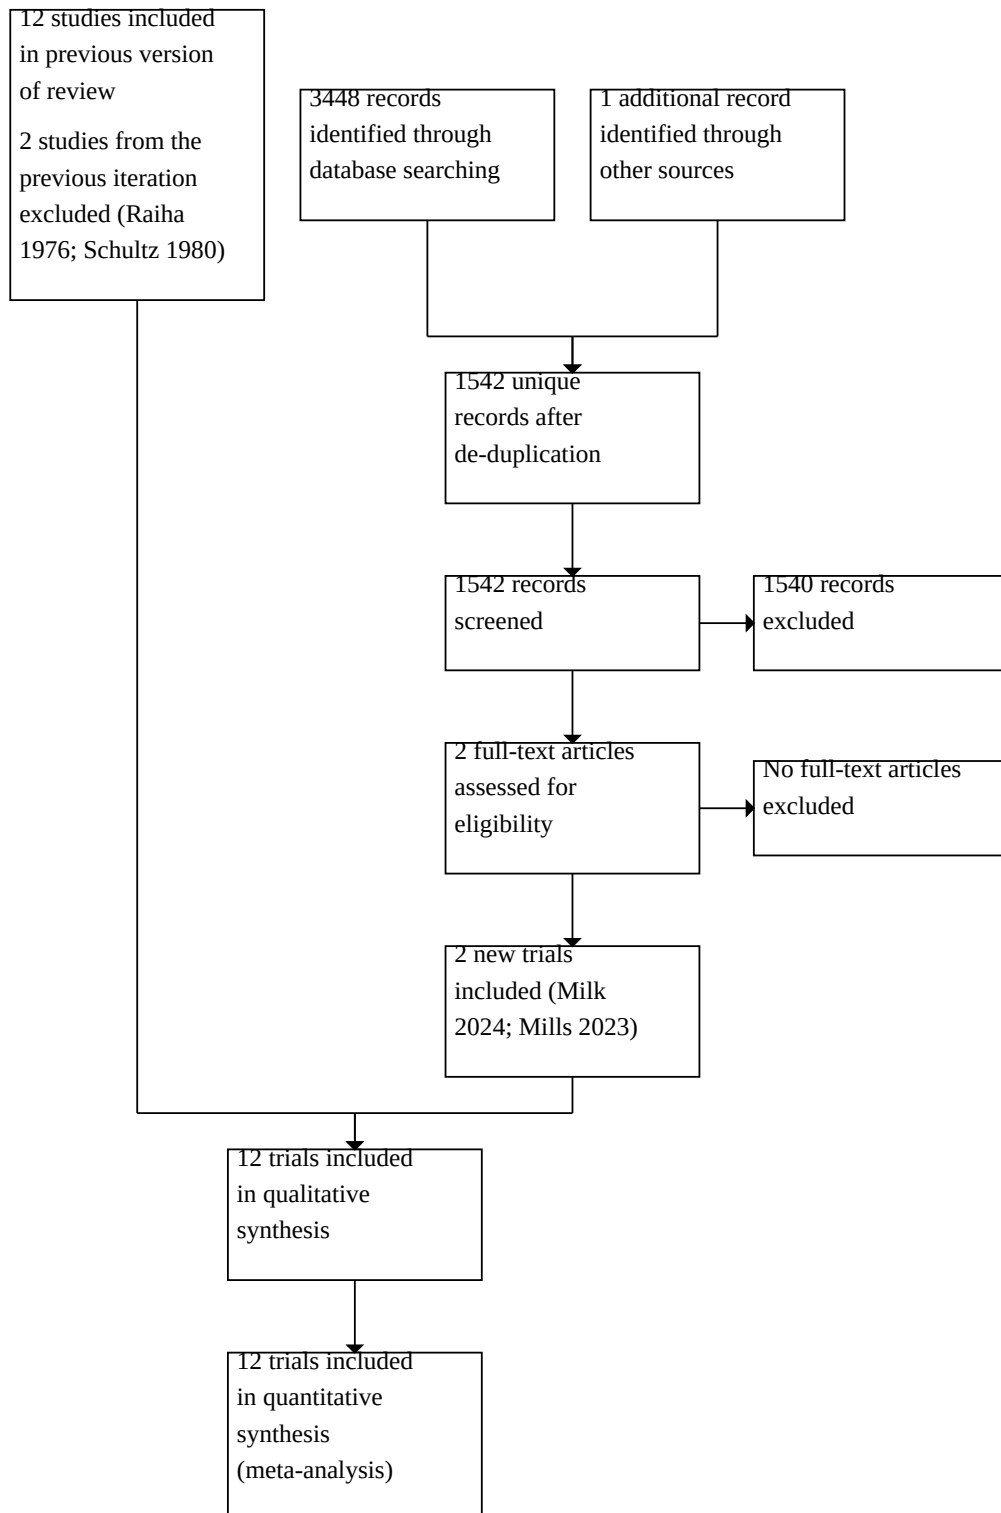 12 studies included
in previous version
of review
2 studies from the
previous iteration
excluded (Raiha
1976; Schultz 1980)
3448 records
identified through
database searching
1 additional record
identified through
other sources
1542 unique
records after
de-duplication
1542 records
screened
1540 records
excluded
2 full-text articles
assessed for
eligibility
No full-text articles
excluded
2 new trials
included (Milk
2024; Mills 2023)
12 trials included
in qualitative
synthesis
12 trials included
in quantitative
synthesis
(meta-analysis)